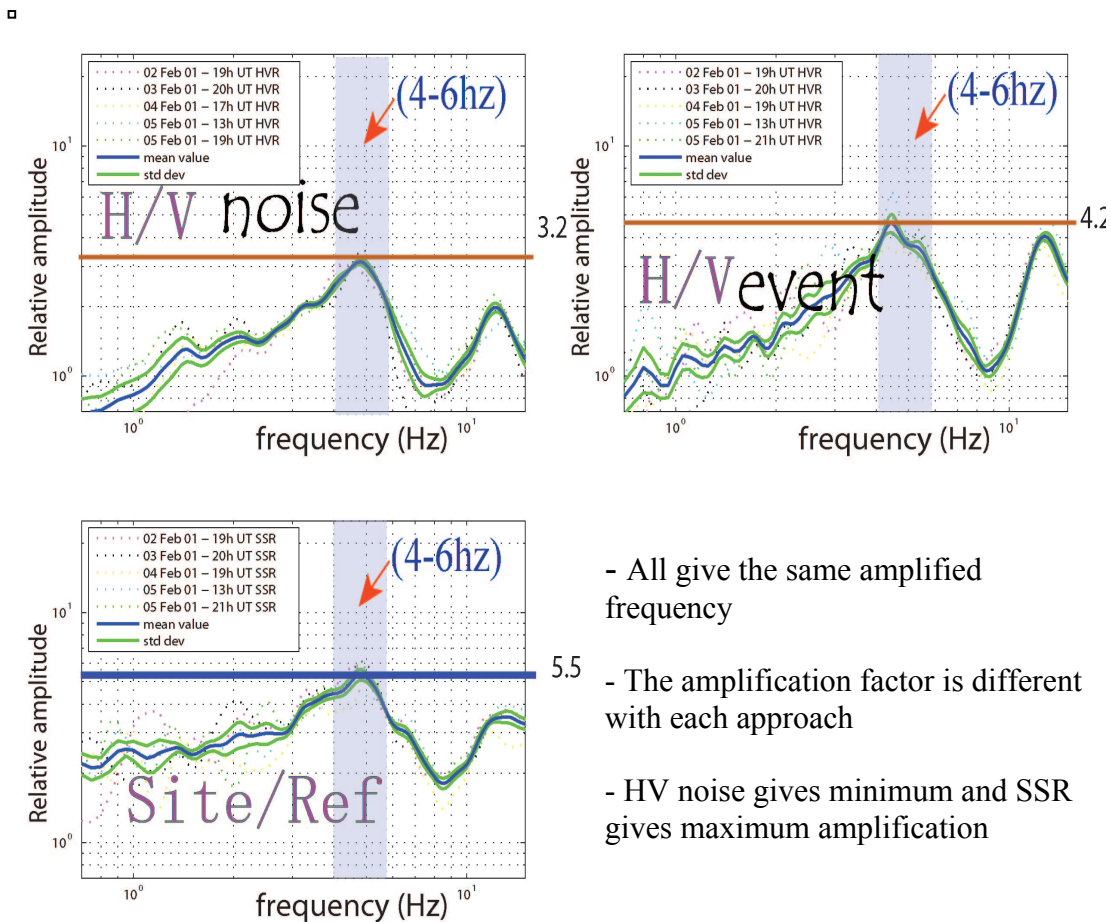 02 Feb 01 – 19h UT HVR
03 Feb 01 – 20h UT HVR
04 Feb 01 – 17h UT HVR
05 Feb 01 – 13h UT HVR
05 Feb 01 – 19h UT HVR
mean value
std dev
(4-6hz)
H/V noise
3.2
Relative amplitude
10¹
10⁰
10⁰
10¹
frequency (Hz)
02 Feb 01 – 19h UT HVR
03 Feb 01 – 20h UT HVR
04 Feb 01 – 19h UT HVR
05 Feb 01 – 13h UT HVR
05 Feb 01 – 21h UT HVR
mean value
std dev
(4-6hz)
4.2
H/V event
Relative amplitude
10¹
10⁰
10⁰
10¹
frequency (Hz)
02 Feb 01 – 19h UT SSR
03 Feb 01 – 20h UT SSR
04 Feb 01 – 19h UT SSR
05 Feb 01 – 13h UT SSR
05 Feb 01 – 21h UT SSR
mean value
std dev
(4-6hz)
5.5
Site/Ref
Relative amplitude
10¹
10⁰
10⁰
10¹
frequency (Hz)
- All give the same amplified
frequency
- The amplification factor is different
with each approach
- HV noise gives minimum and SSR
gives maximum amplification